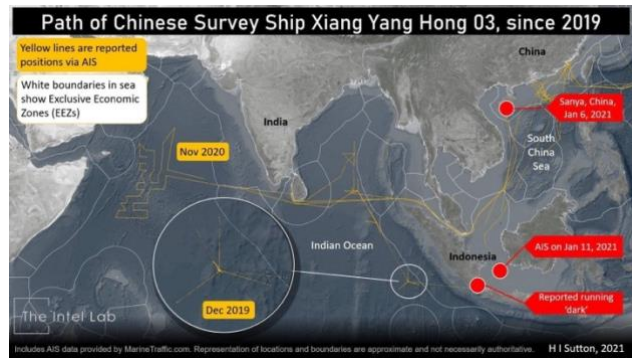 Path of Chinese Survey Ship Xiang Yang Hong 03, since 2019
Yellow lines are reported
positions via AIS
White boundaries in sea
show Exclusive Economic
Zones (EEZs)
China
Sanya, China,
Jan 6, 2021
India
Nov 2020
South
China
Sea
Indian Ocean
Indonesia
AIS on Jan 11, 2021
Dec 2019
Reported running
'dark'
The Intel Lab
Includes AIS data provided by MarineTraffic.com. Representation of locations and boundaries are approximate and not necessarily authoritative.
H I Sutton, 2021